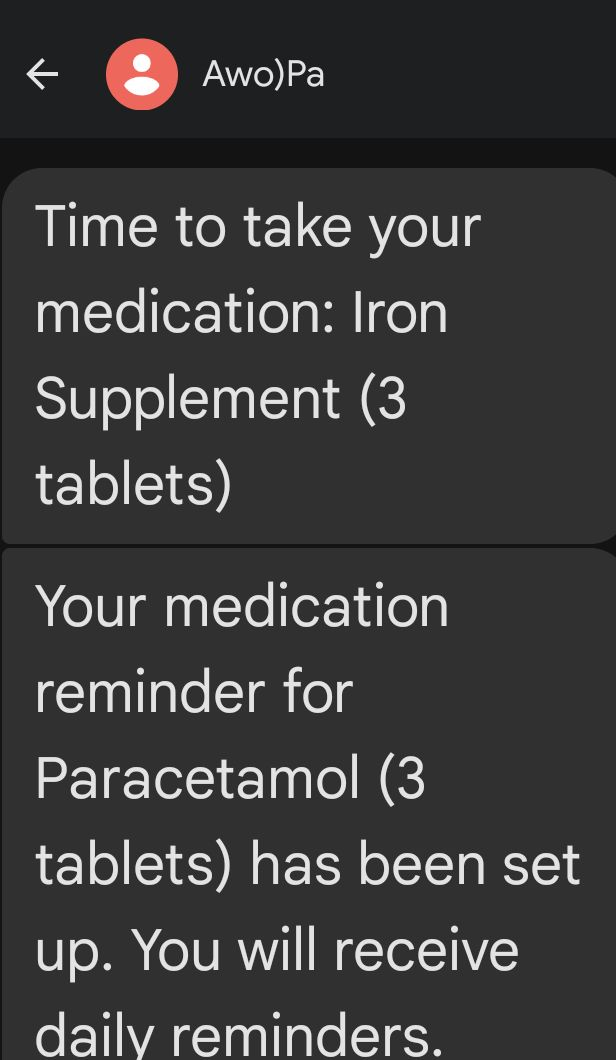 Awo)Pa
Time to take your
medication: Iron
Supplement (3
tablets)
Your medication
reminder for
Paracetamol (3
tablets) has been set
up. You will receive
daily reminders.